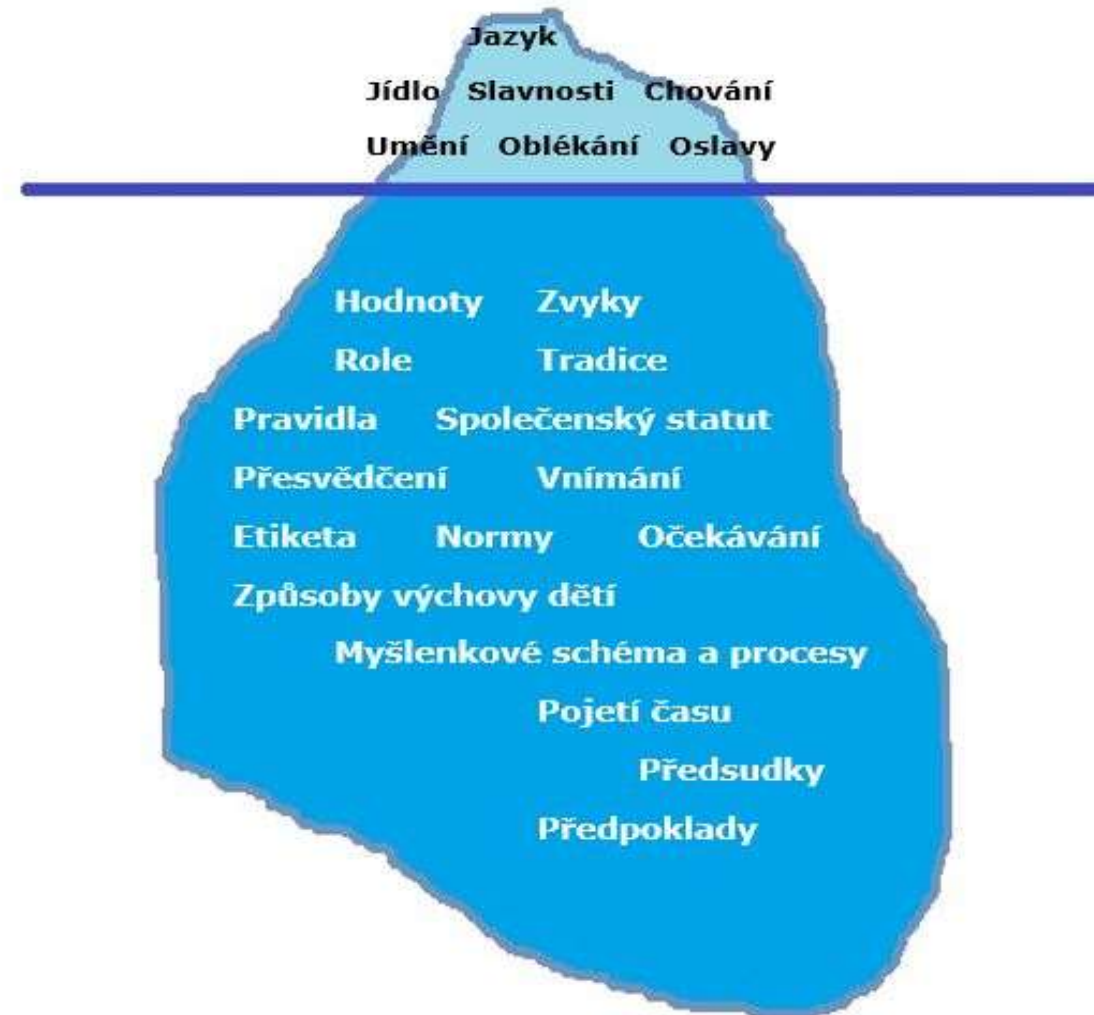 Jazyk
Jídlo Slavnosti Chování
Umění Oblékání Oslavy
Hodnoty Zvyky
Role Tradice
Pravidla Společenský statut
Přesvědčení Vnímání
Etiketa Normy Očekávání
Způsoby výchovy dětí
Myšlenkové schéma a procesy
Pojetí času
Předsudky
Předpoklady